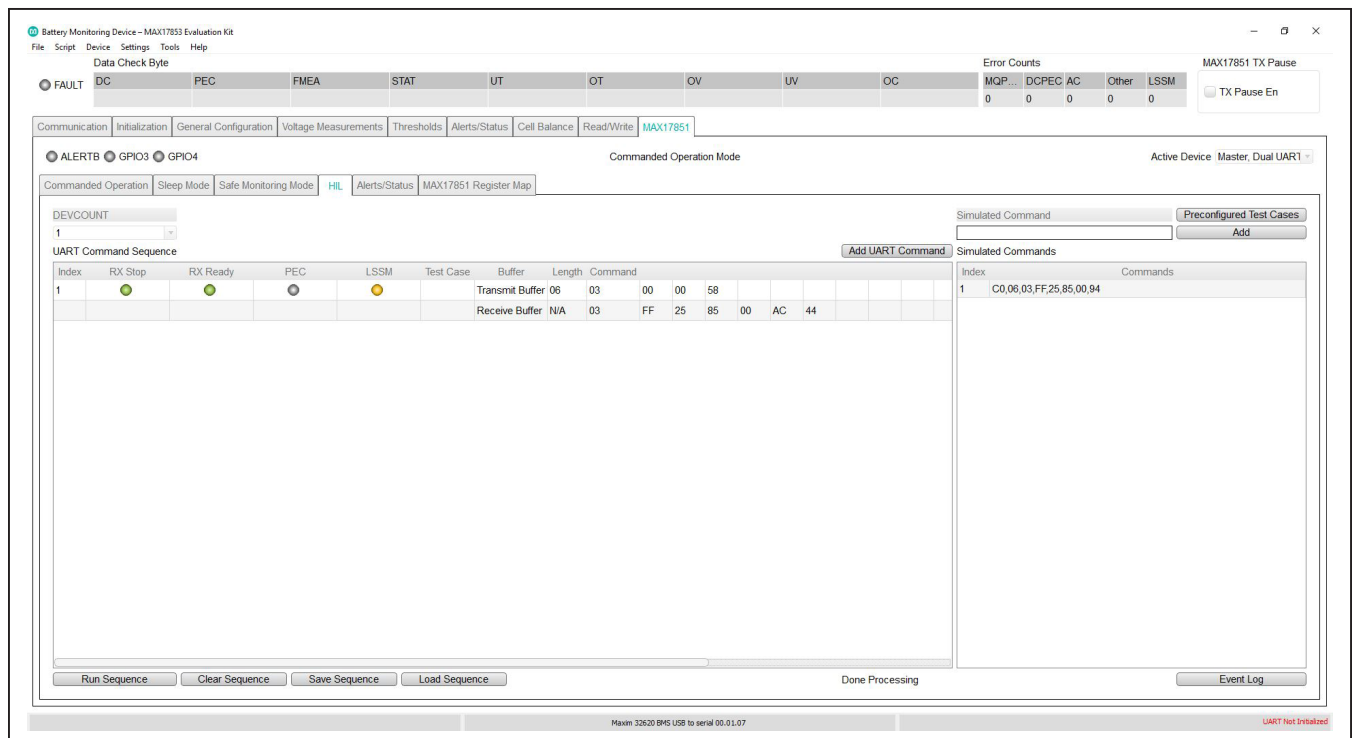 Battery Monitoring Device – MAX17853 Evaluation Kit
File Script Device Settings Tools Help
Data Check Byte Error Counts MAX17851 TX Pause
FAULT DC PEC FMEA STAT UT OT OV UV OC MQP... DCPEC AC Other LSSM
0 0 0 0 0 TX Pause En
Communication Initialization General Configuration Voltage Measurements Thresholds Alerts/Status Cell Balance Read/Write MAX17851
ALERTB GPIO3 GPIO4 Commanded Operation Mode Active Device Master, Dual UART
Commanded Operation Sleep Mode Safe Monitoring Mode HIL Alerts/Status MAX17851 Register Map
DEVCOUNT Simulated Command Preconfigured Test Cases
1 Add
UART Command Sequence Add UART Command Simulated Commands
Index RX Stop RX Ready PEC LSSM Test Case Buffer Length Command Index Commands
1 Transmit Buffer 06 03 00 00 58 1 C0,06,03,FF,25,85,00,94
Receive Buffer N/A 03 FF 25 85 00 AC 44
Run Sequence Clear Sequence Save Sequence Load Sequence Done Processing Event Log
Maxim 32620 BMS USB to serial 00.01.07 UART Not Initialized